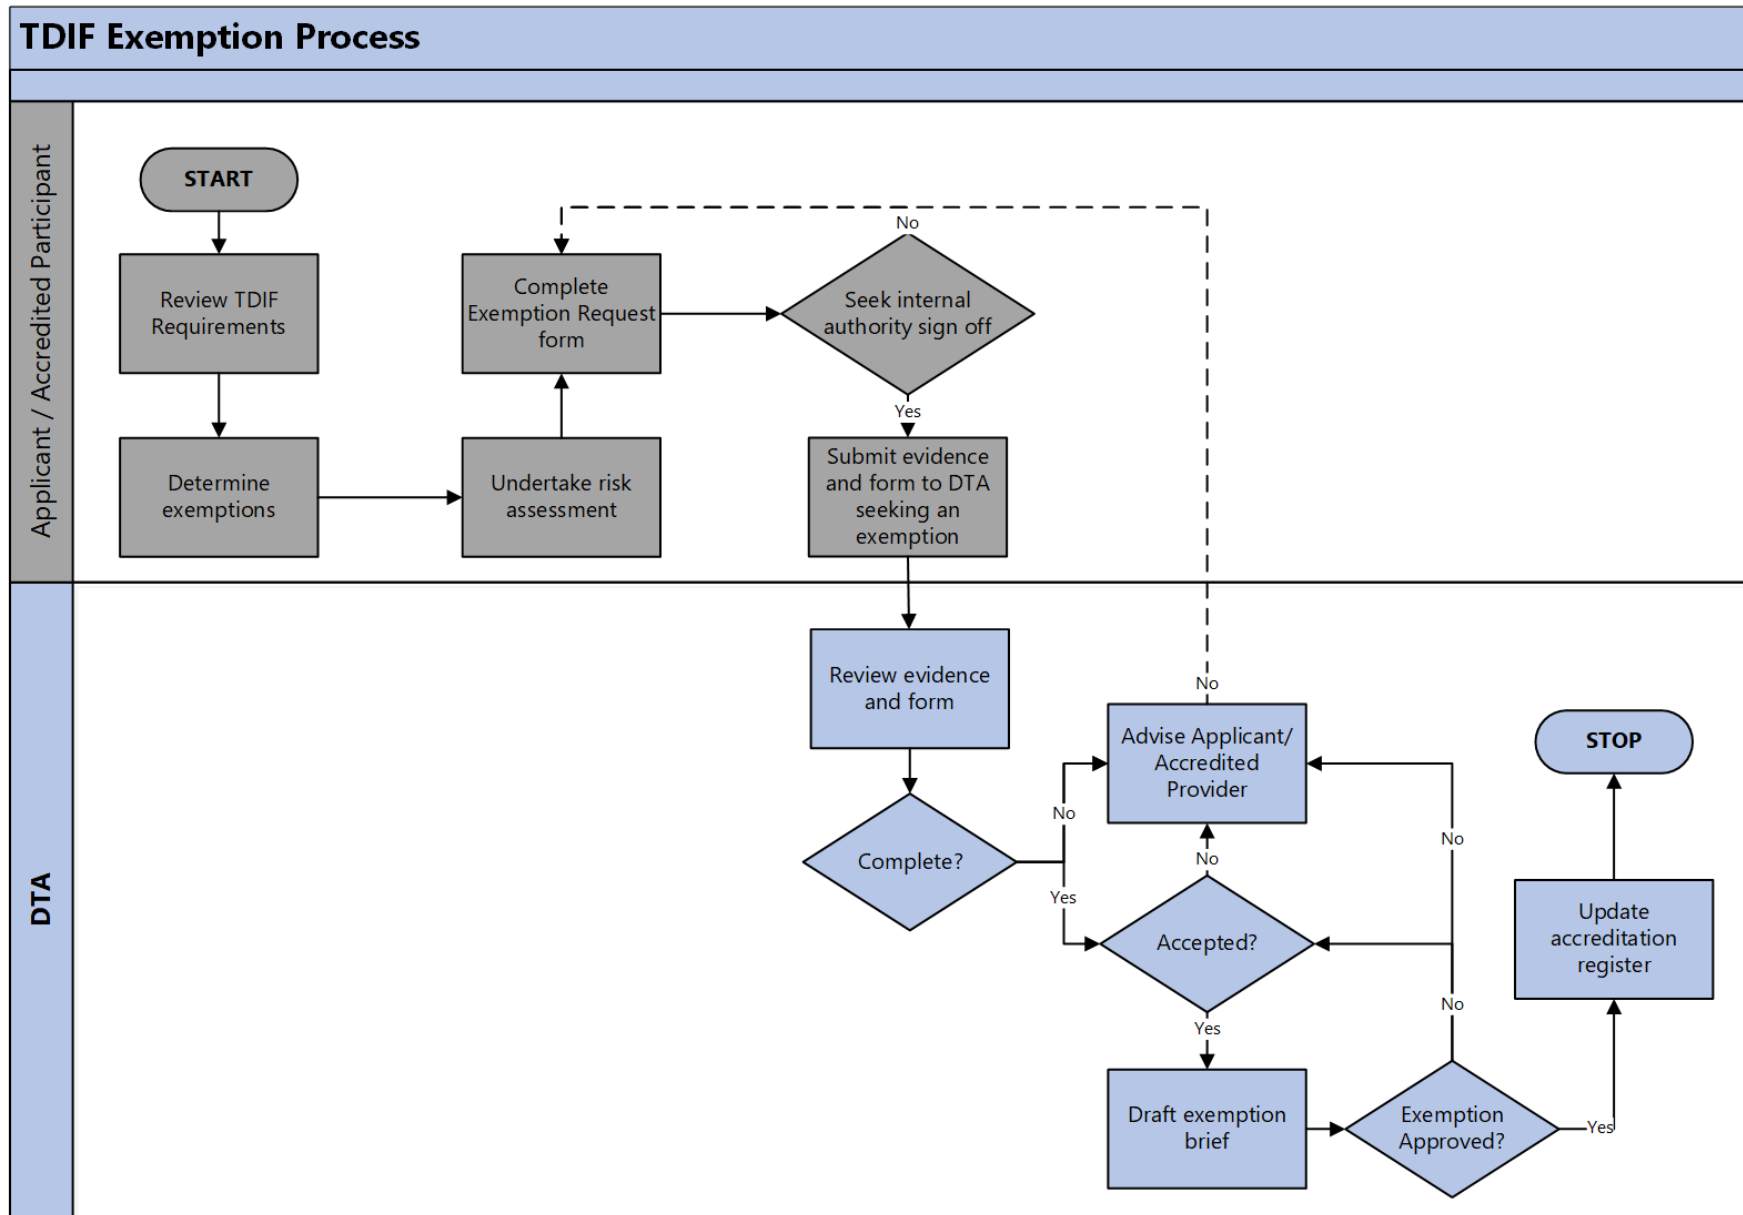 TDIF Exemption Process
Applicant / Accredited Participant
START
Review TDIF
Requirements
Determine
exemptions
Undertake risk
assessment
Complete
Exemption Request
form
No
Seek internal
authority sign off
Yes
Submit evidence
and form to DTA
seeking an
exemption
DTA
Review evidence
and form
Complete?
No
Yes
No
Advise Applicant/
Accredited
Provider
No
Accepted?
Yes
Draft exemption
brief
No
No
Exemption
Approved?
Yes
Update
accreditation
register
STOP